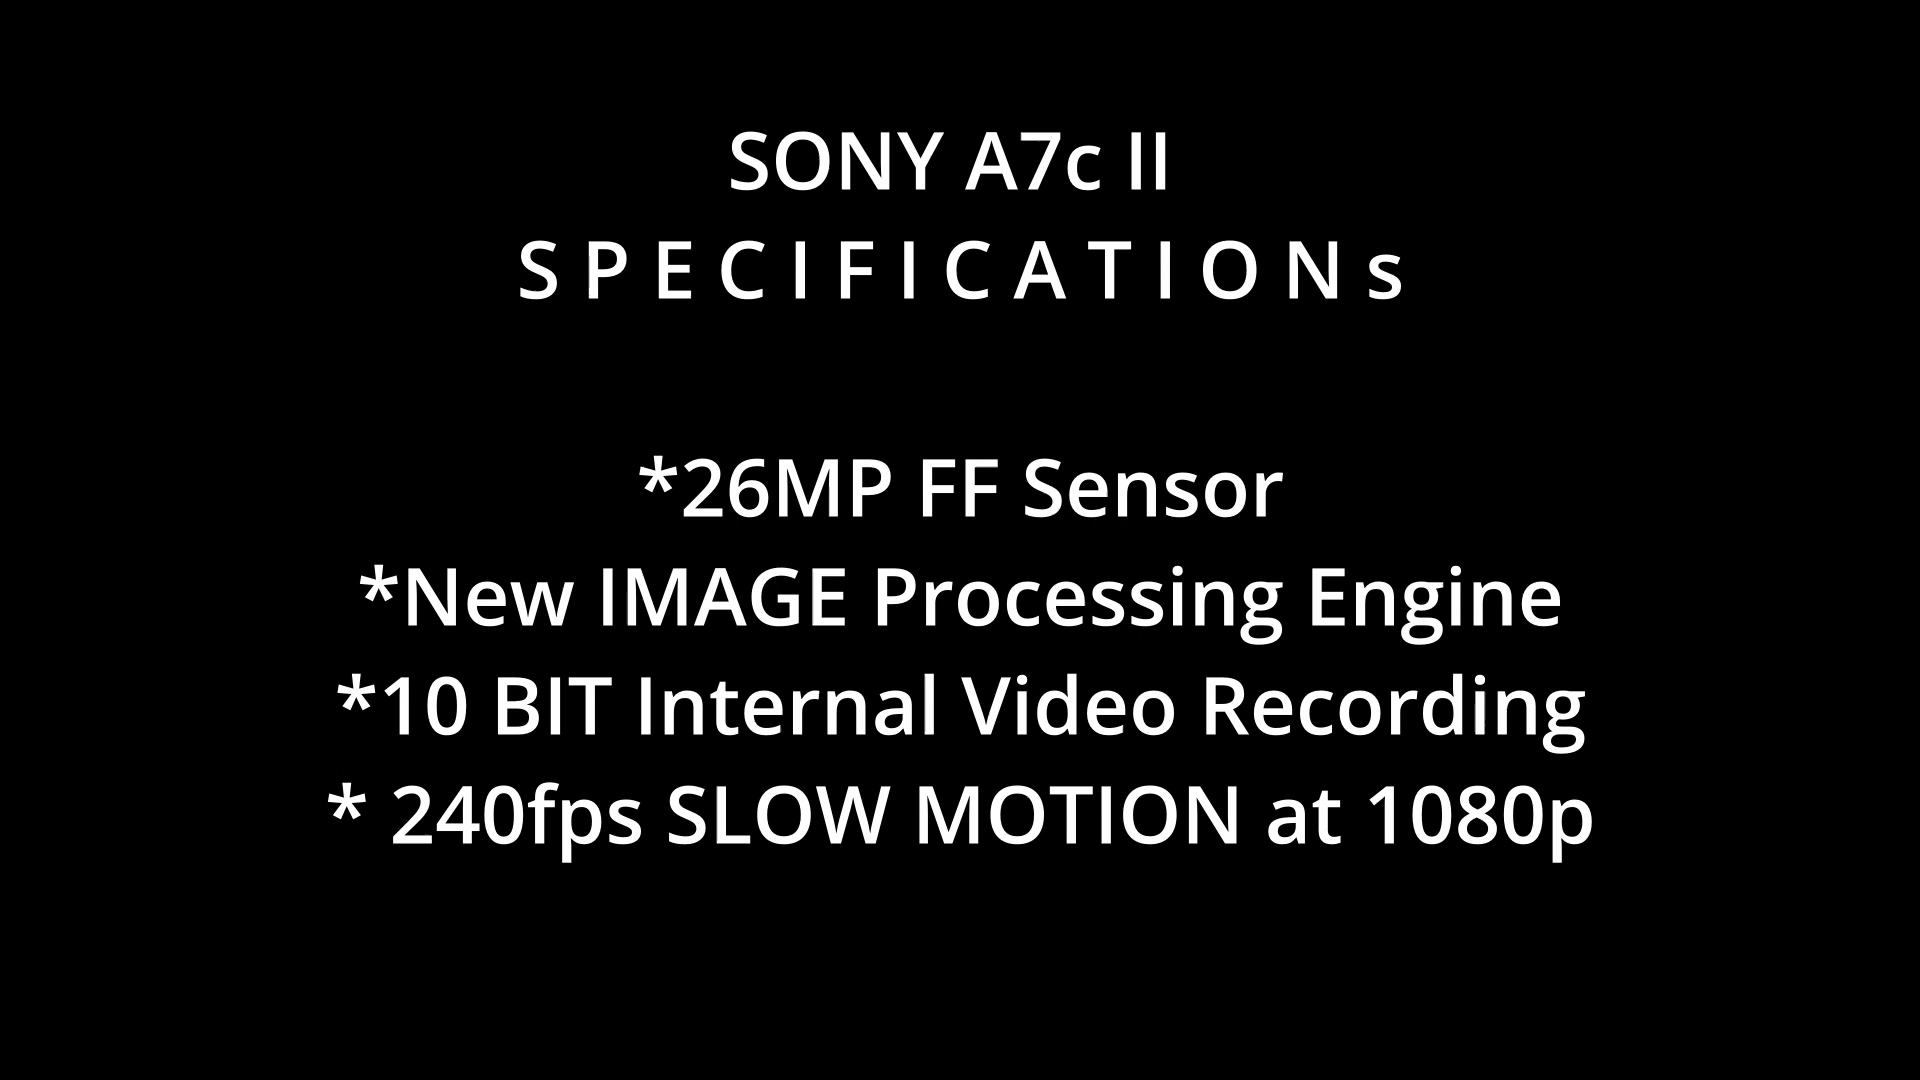 SONY A7c II
S P E C I F I C A T I O N s
*26MP FF Sensor
*New IMAGE Processing Engine
*10 BIT Internal Video Recording
* 240fps SLOW MOTION at 1080p